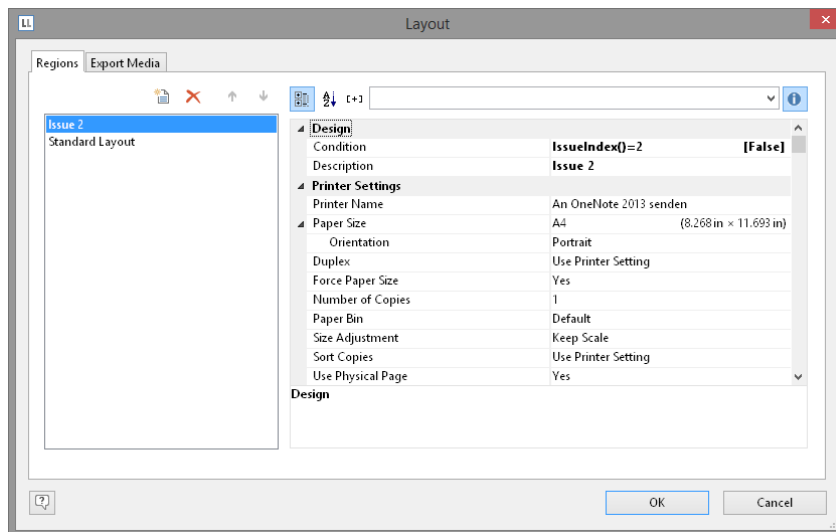 LL Layout
Regions Export Media
A Z [+]
Issue 2
Standard Layout
Design
Condition IssueIndex()=2 [False]
Description Issue 2
Printer Settings
Printer Name An OneNote 2013 senden
Paper Size A4 (8.268 in × 11.693 in)
Orientation Portrait
Duplex Use Printer Setting
Force Paper Size Yes
Number of Copies 1
Paper Bin Default
Size Adjustment Keep Scale
Sort Copies Use Printer Setting
Use Physical Page Yes
Design
OK Cancel